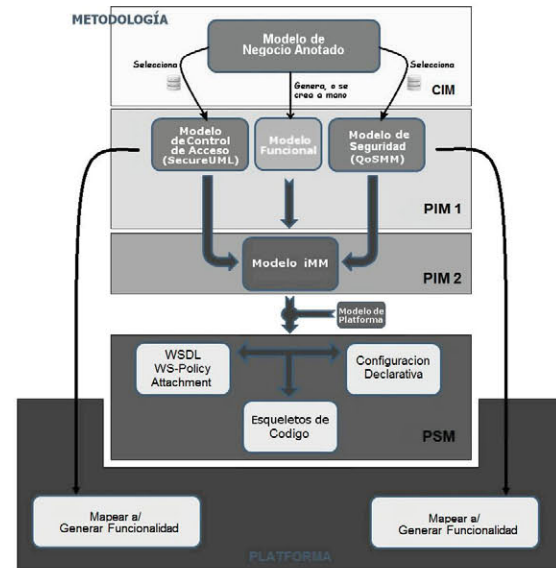 METODOLOGÍA
Modelo de
Negocio Anotado
Selecciona
Genera, o se
crea a mano
Selecciona
CIM
Modelo
de Control
de Acceso
(SecureUML)
Modelo
Funcional
Modelo de
Seguridad
(QoSMM)
PIM 1
Modelo iMM
PIM 2
Modelo de
Platforma
WSDL
WS-Policy
Attachment
Configuracion
Declarativa
Esqueletos de
Codigo
PSM
Mapear a/
Generar Funcionalidad
Mapear a/
Generar Funcionalidad
PLATFORMA